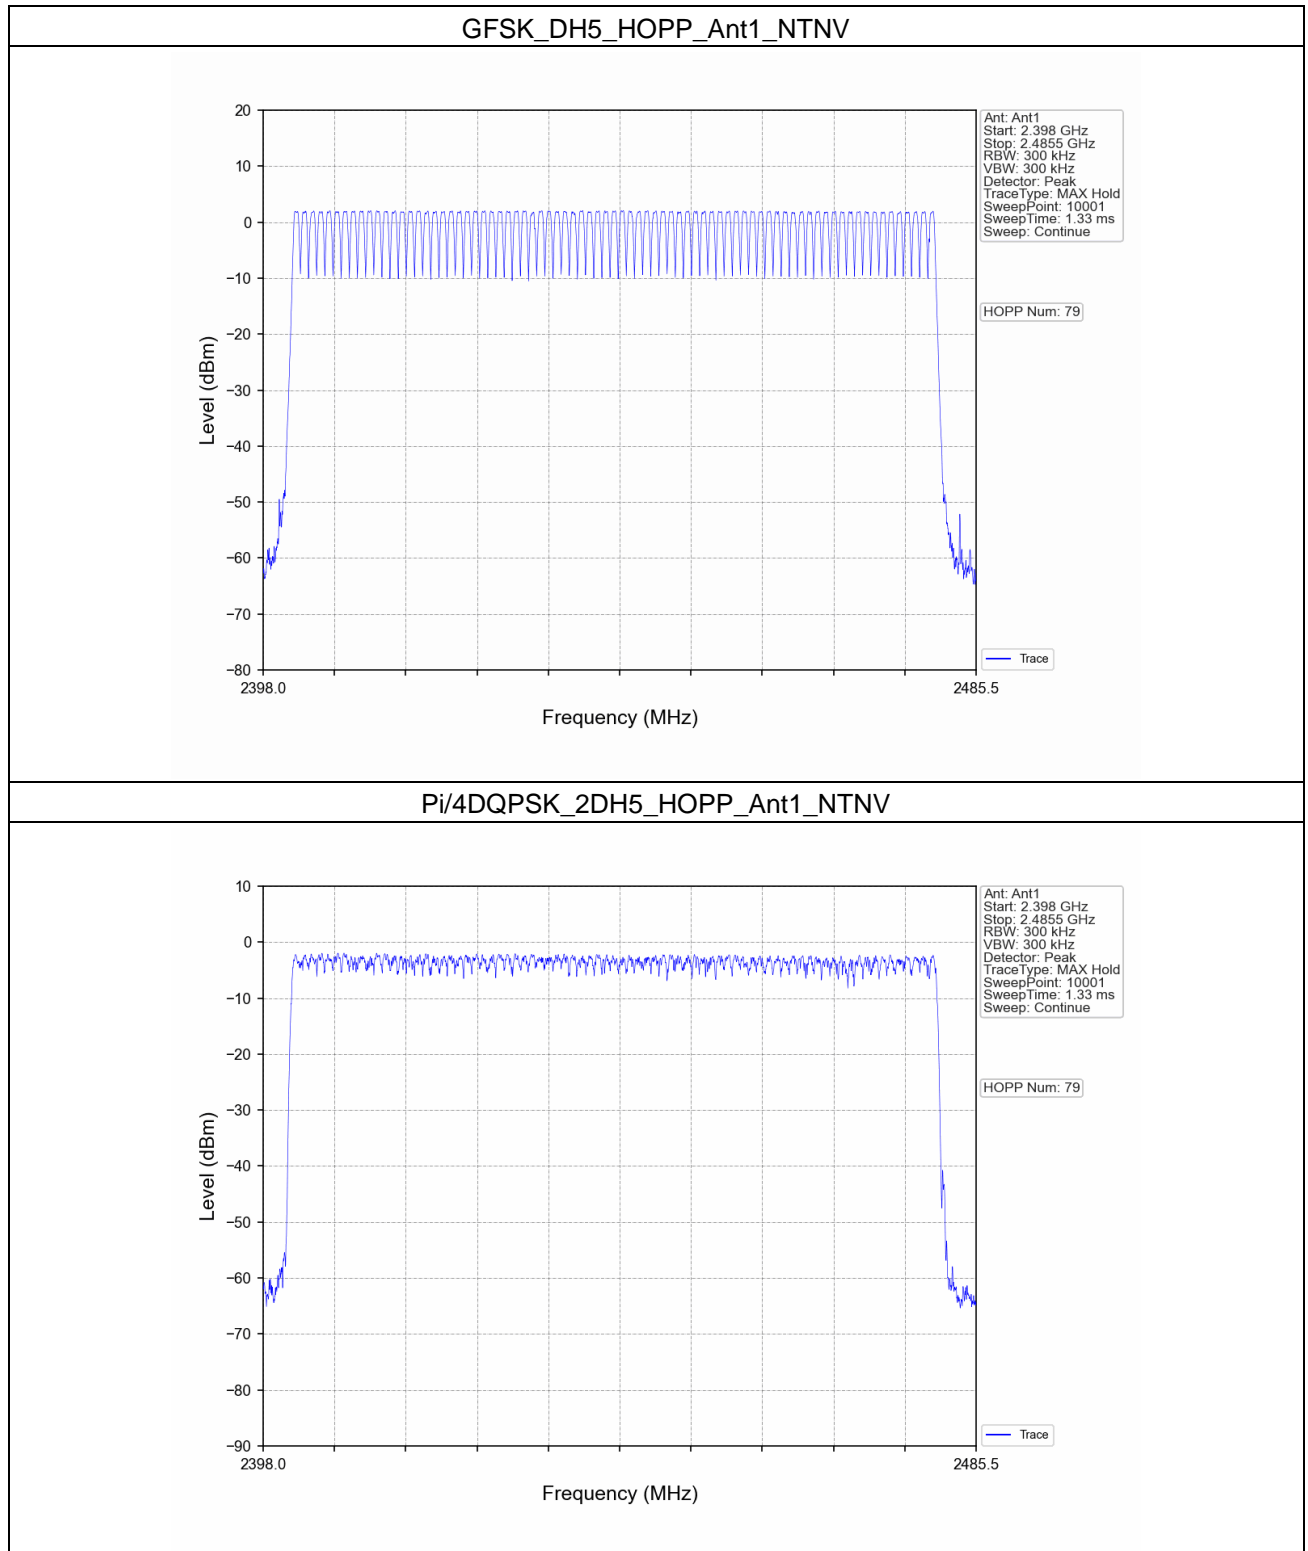 GFSK_DH5_HOPP_Ant1_NTNV
20
10
0
−10
−20
−30
−40
−50
−60
−70
−80
Level (dBm)
2398.0
2485.5
Frequency (MHz)
Ant: Ant1
Start: 2.398 GHz
Stop: 2.4855 GHz
RBW: 300 kHz
VBW: 300 kHz
Detector: Peak
TraceType: MAX Hold
SweepPoint: 10001
SweepTime: 1.33 ms
Sweep: Continue
HOPP Num: 79
Trace
Pi/4DQPSK_2DH5_HOPP_Ant1_NTNV
10
0
−10
−20
−30
−40
−50
−60
−70
−80
−90
Level (dBm)
2398.0
2485.5
Frequency (MHz)
Ant: Ant1
Start: 2.398 GHz
Stop: 2.4855 GHz
RBW: 300 kHz
VBW: 300 kHz
Detector: Peak
TraceType: MAX Hold
SweepPoint: 10001
SweepTime: 1.33 ms
Sweep: Continue
HOPP Num: 79
Trace